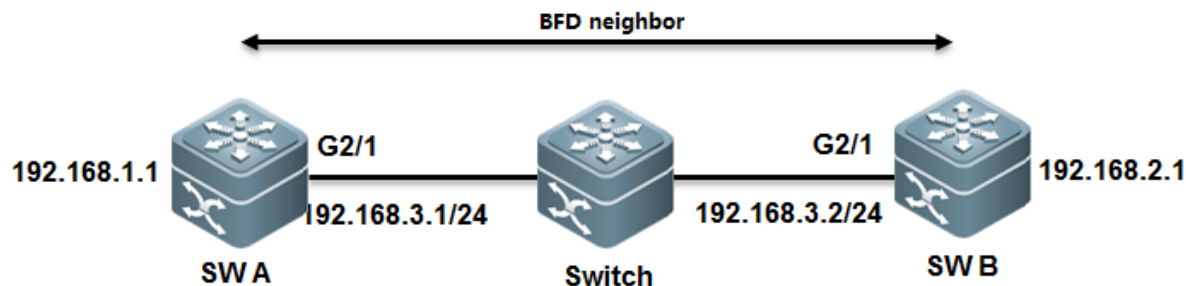 BFD neighbor
G2/1
G2/1
192.168.1.1
192.168.2.1
192.168.3.1/24
192.168.3.2/24
SW A
Switch
SW B